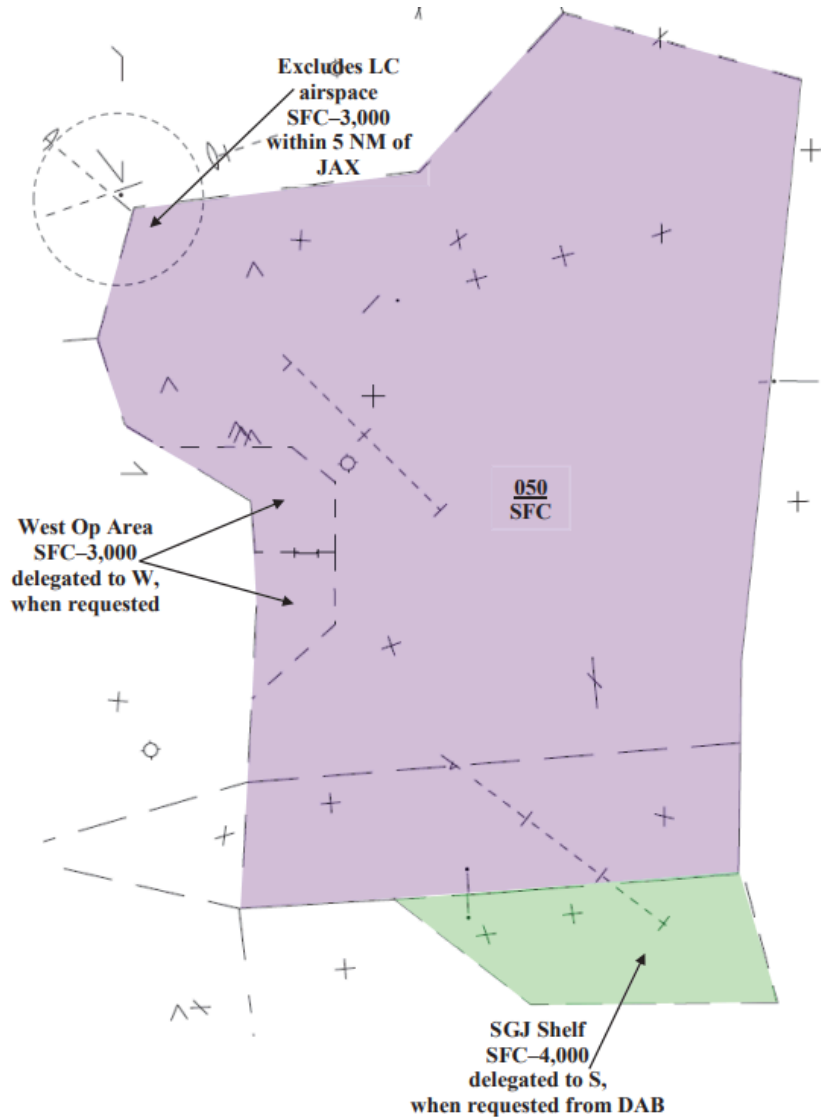 Excludes LC
airspace
SFC–3,000
within 5 NM of
JAX
050
SFC
West Op Area
SFC–3,000
delegated to W,
when requested
SGJ Shelf
SFC–4,000
delegated to S,
when requested from DAB